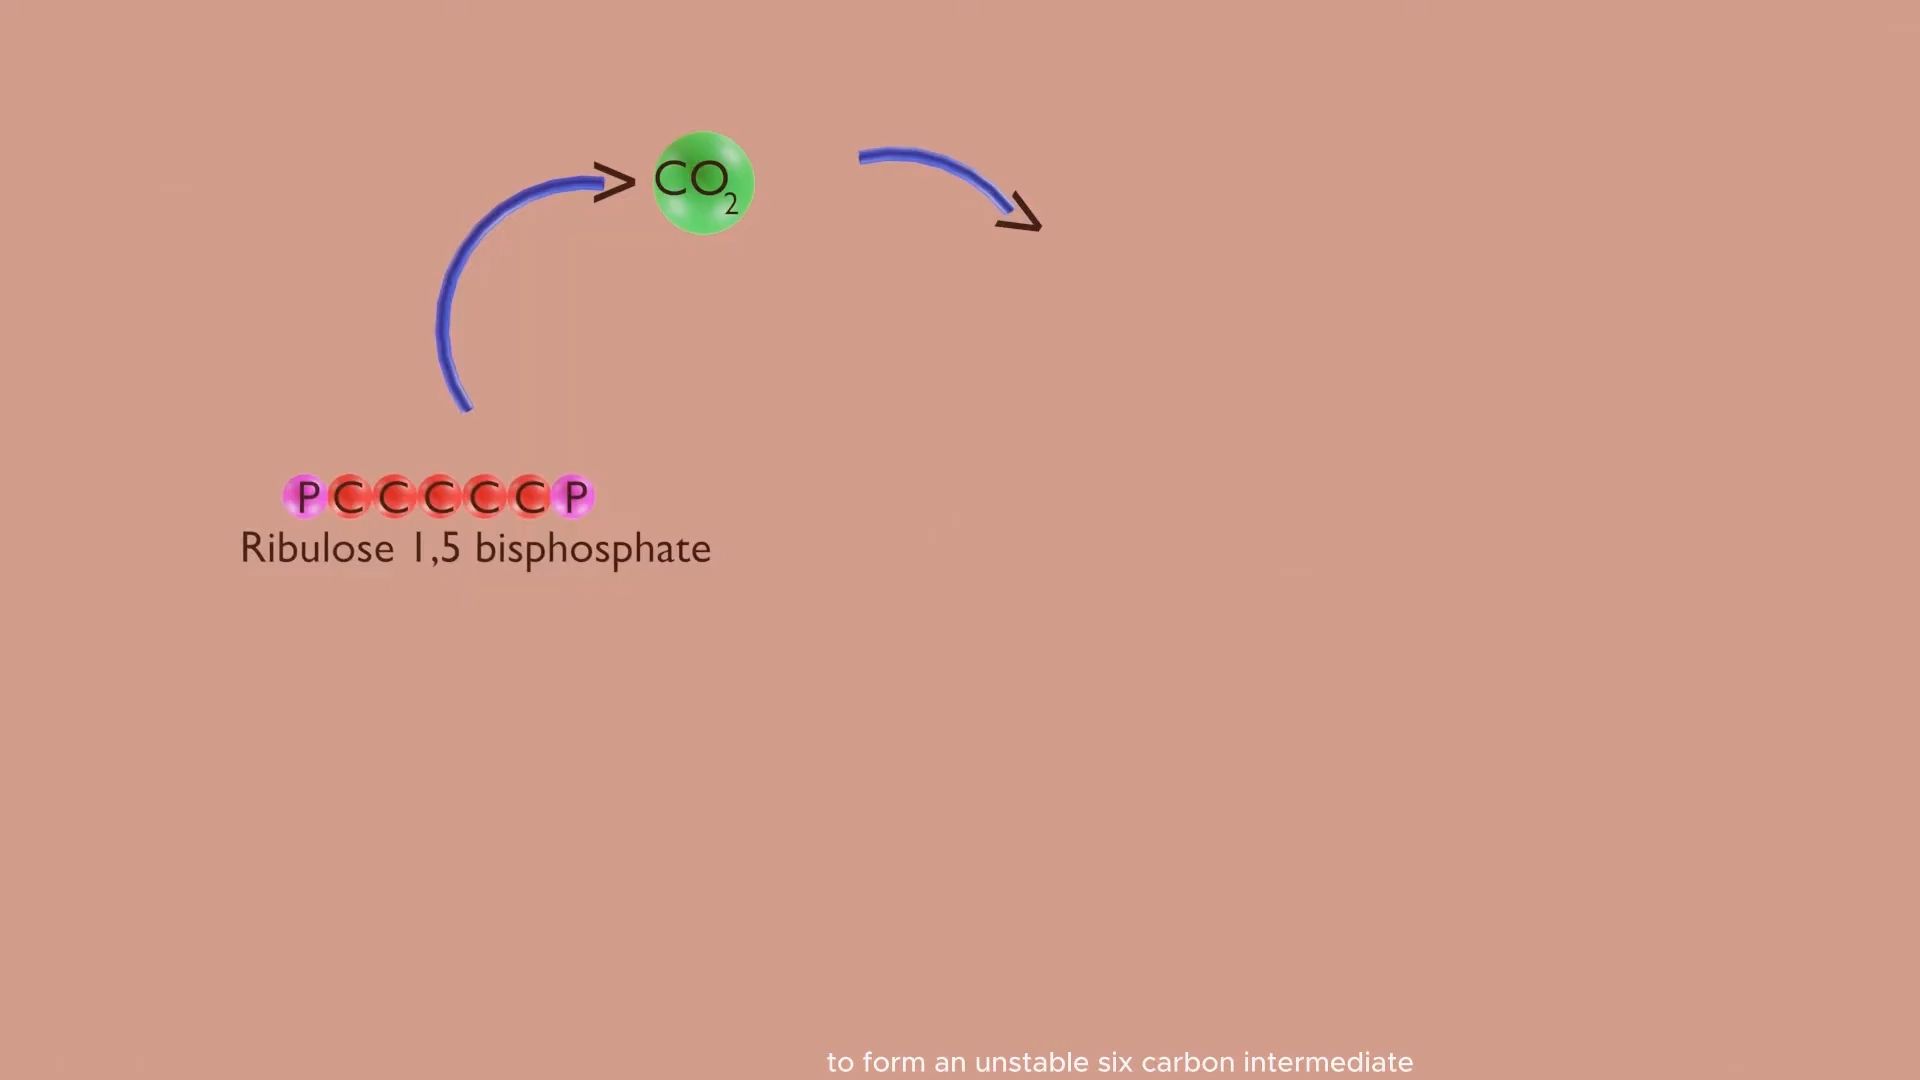 CO₂
PCCCCCP
Ribulose 1,5 bisphosphate
to form an unstable six carbon intermediate